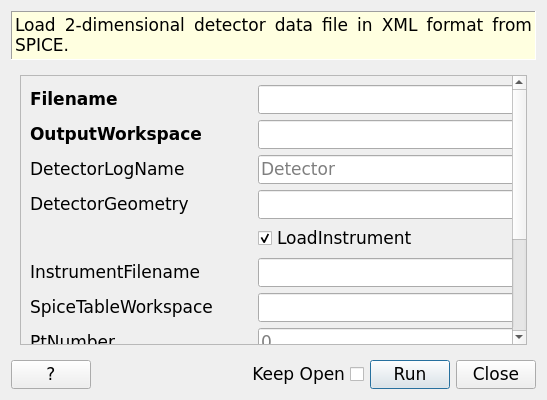 Load 2-dimensional detector data file in XML format from
SPICE.
Filename
OutputWorkspace
DetectorLogName
Detector
DetectorGeometry
LoadInstrument
InstrumentFilename
SpiceTableWorkspace
PtNumber
0
?
Keep Open
Run
Close